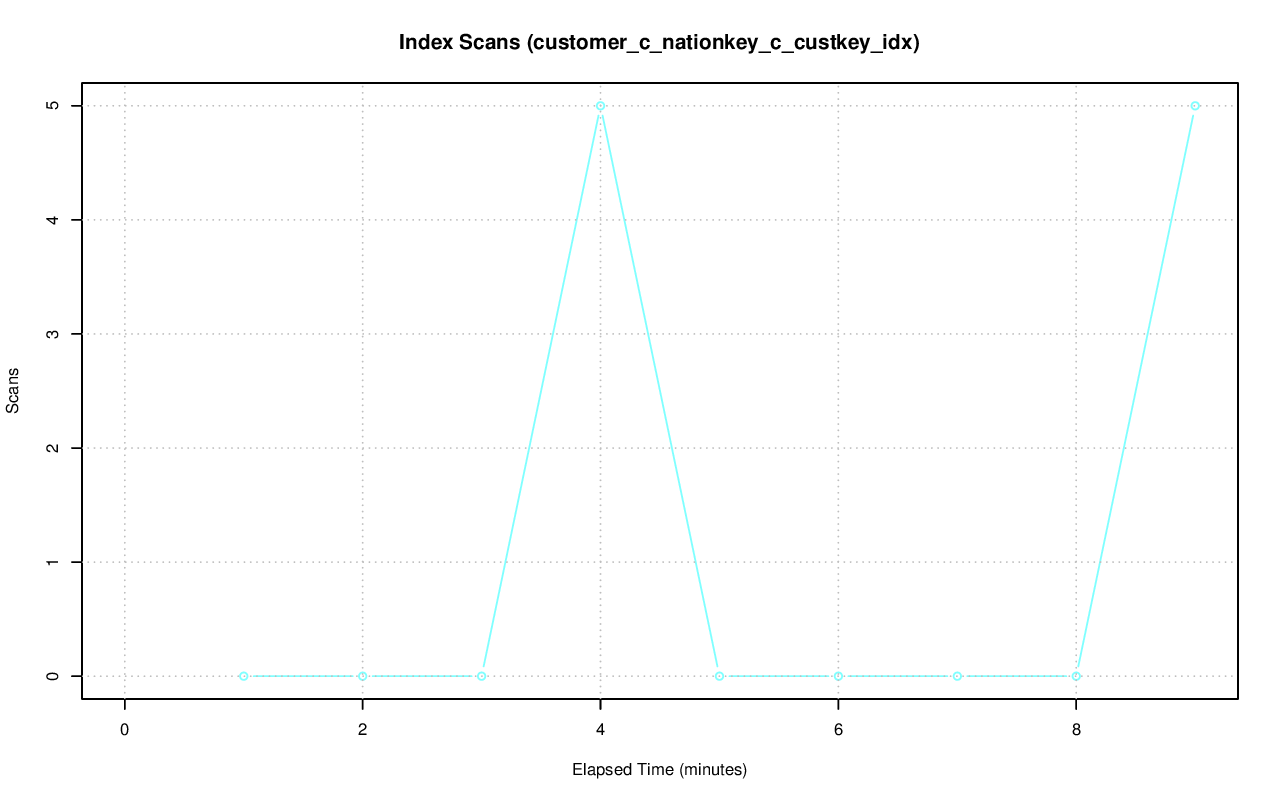 Index Scans (customer_c_nationkey_c_custkey_idx)
5
4
3
2
1
0
Scans
0 2 4 6 8
Elapsed Time (minutes)